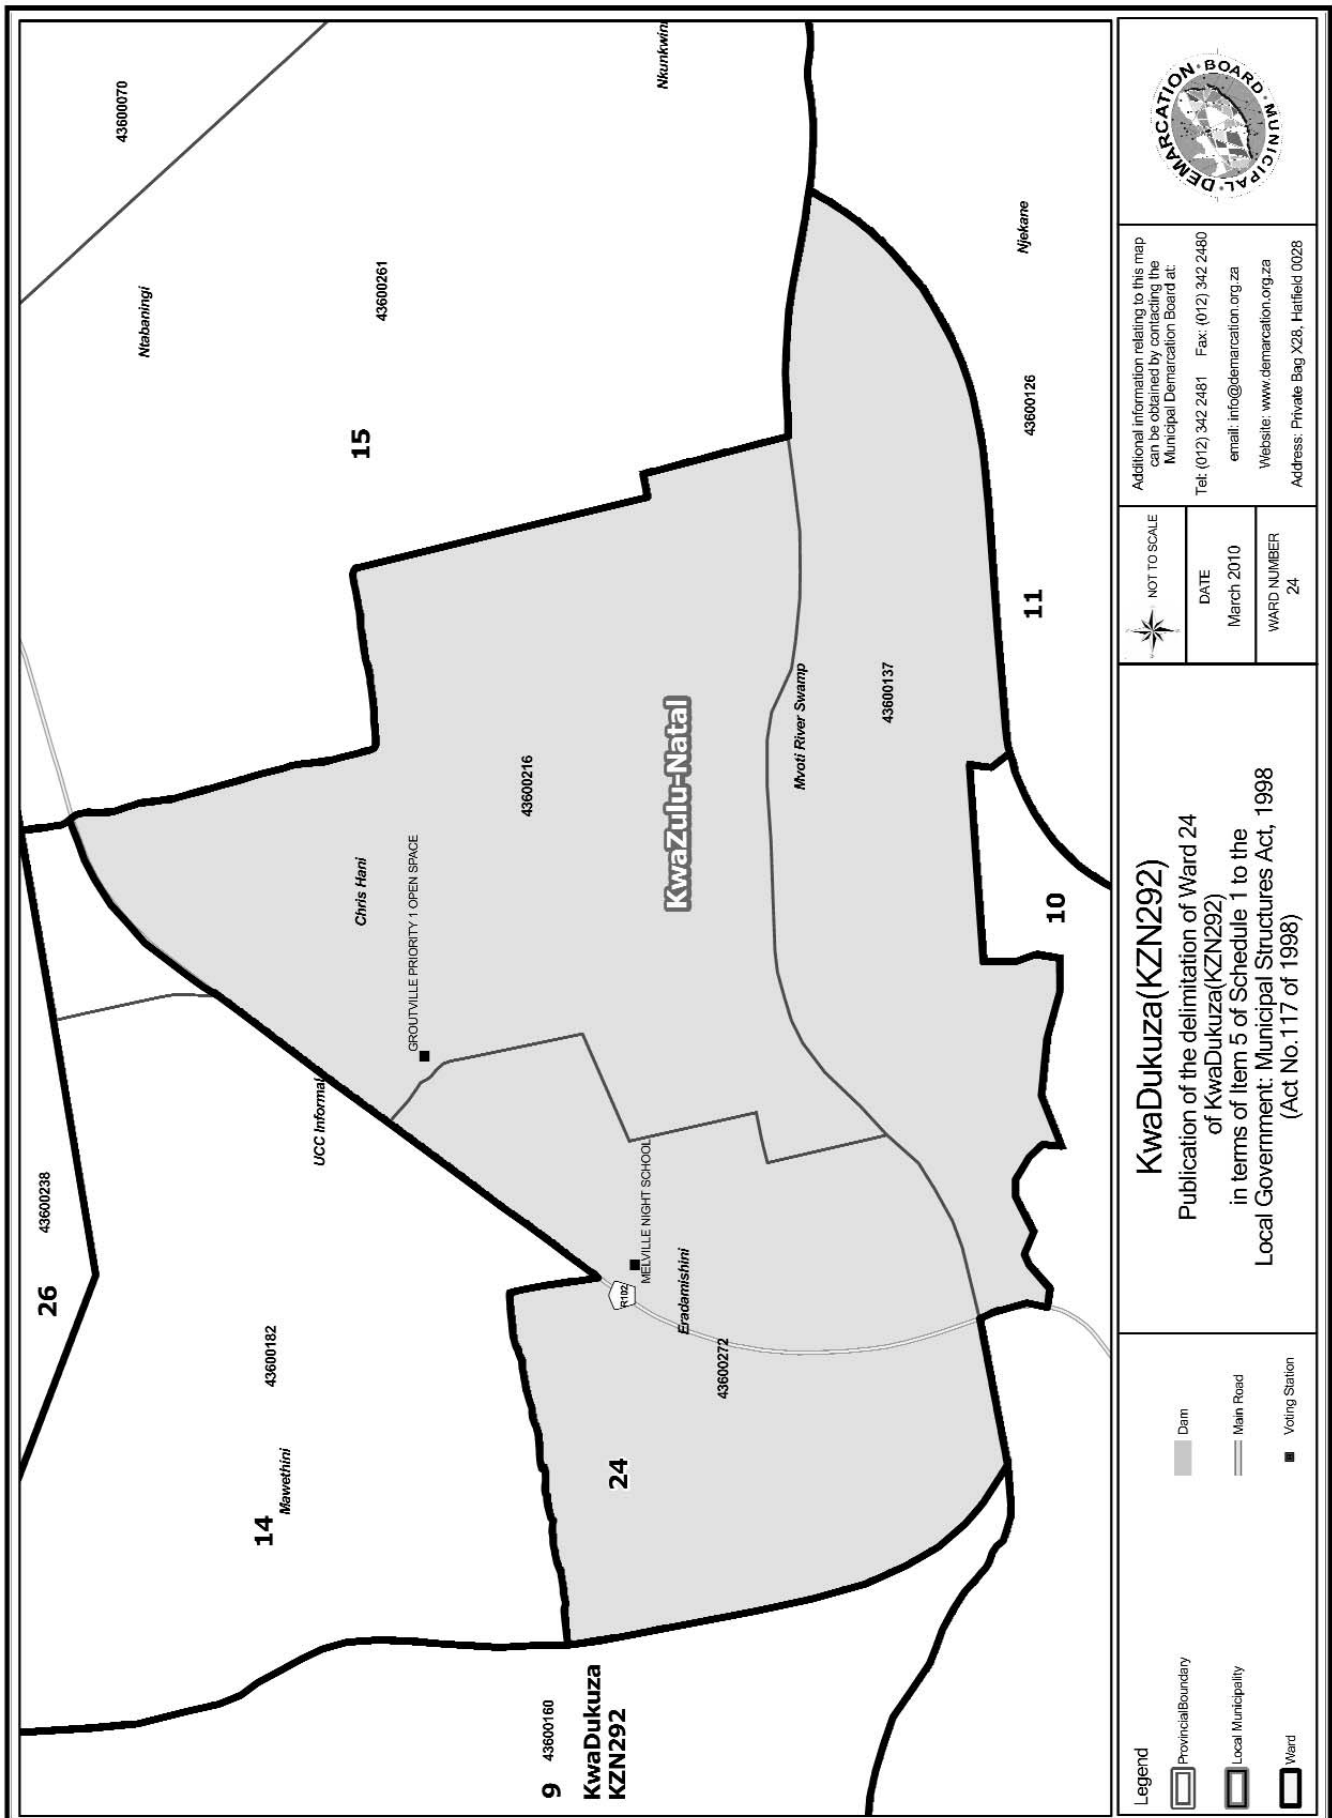 43600070
Nkunkwini
Ntabaningi
43600261
15
Njekane
43600126
11
Chris Hani
GROUTVILLE PRIORITY 1 OPEN SPACE
43600216
KwaZulu-Natal
Mvoti River Swamp
43600137
10
UCC Informal
43600238
26
MELVILLE NIGHT SCHOOL
R102
Eradamishini
43600272
43600182
14
Mawethini
24
9 43600160
KwaDukuza
KZN292
Legend
ProvincialBoundary
Local Municipality
Ward
Dam
Main Road
Voting Station
KwaDukuza(KZN292)
Publication of the delimitation of Ward 24
of KwaDukuza(KZN292)
in terms of Item 5 of Schedule 1 to the
Local Government: Municipal Structures Act, 1998
(Act No.117 of 1998)
NOT TO SCALE
DATE
March 2010
WARD NUMBER
24
Additional information relating to this map
can be obtained by contacting the
Municipal Demarcation Board at:
Tel: (012) 342 2481 Fax: (012) 342 2480
email: info@demarcation.org.za
Website: www.demarcation.org.za
Address: Private Bag X28, Hatfield 0028
MUNICIPAL DEMARCATION BOARD